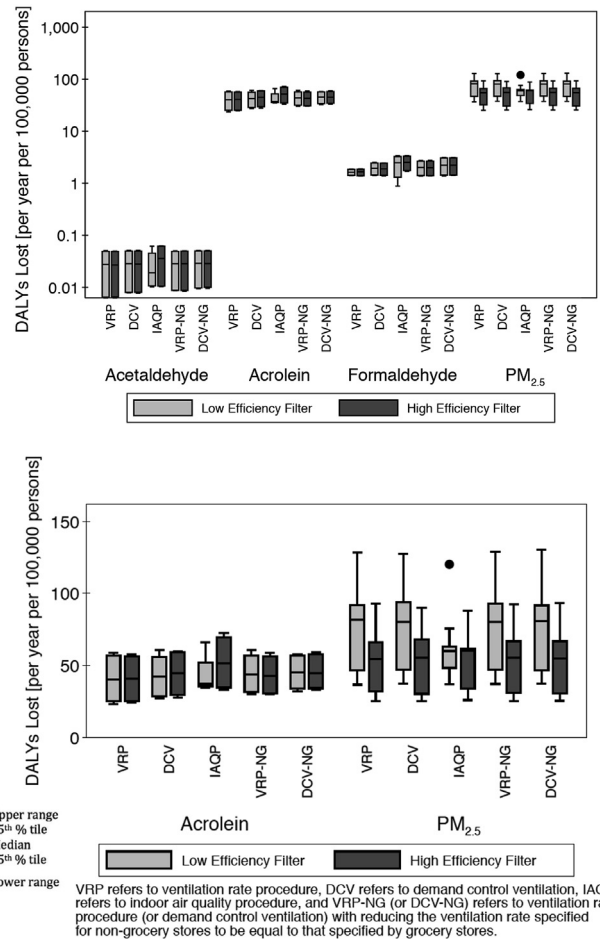 DALYs Lost [per year per 100,000 persons]
1,000
100
10
1
0.1
0.01
VRP
DCV
IAQP
VRP-NG
DCV-NG
VRP
DCV
IAQP
VRP-NG
DCV-NG
VRP
DCV
IAQP
VRP-NG
DCV-NG
VRP
DCV
IAQP
VRP-NG
DCV-NG
Acetaldehyde Acrolein Formaldehyde PM2.5
Low Efficiency Filter High Efficiency Filter
DALYs Lost [per year per 100,000 persons]
150
100
50
0
VRP
DCV
IAQP
VRP-NG
DCV-NG
VRP
DCV
IAQP
VRP-NG
DCV-NG
Acrolein PM2.5
Low Efficiency Filter High Efficiency Filter
pper range
5th % tile
edian
5th % tile
ower range
VRP refers to ventilation rate procedure, DCV refers to demand control ventilation, IAQ
refers to indoor air quality procedure, and VRP-NG (or DCV-NG) refers to ventilation ra
procedure (or demand control ventilation) with reducing the ventilation rate specified
for non-grocery stores to be equal to that specified by grocery stores.